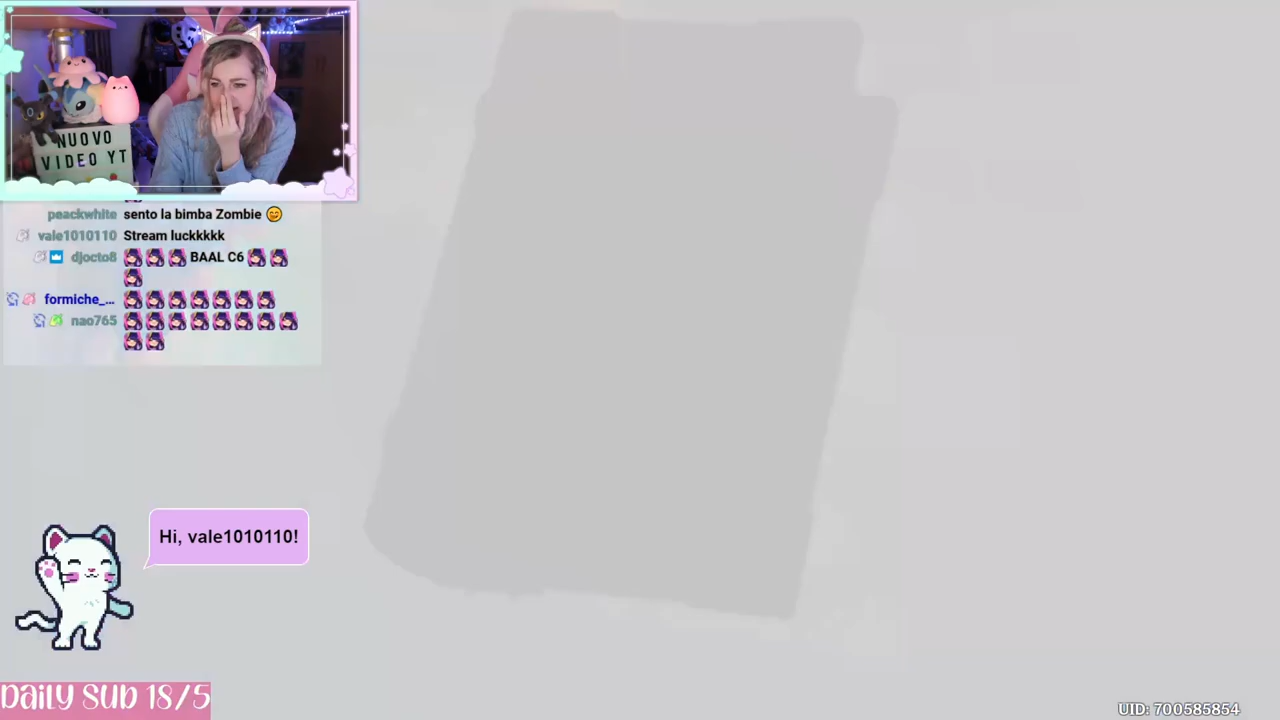 NUOVO
VIDEO YT
peackwhite sento la bimba Zombie
vale1010110 Stream luckkkkk
djocto8 BAAL C6
formiche_...
nao765
Hi, vale1010110!
Daily Sub 18/5
UID: 700585854